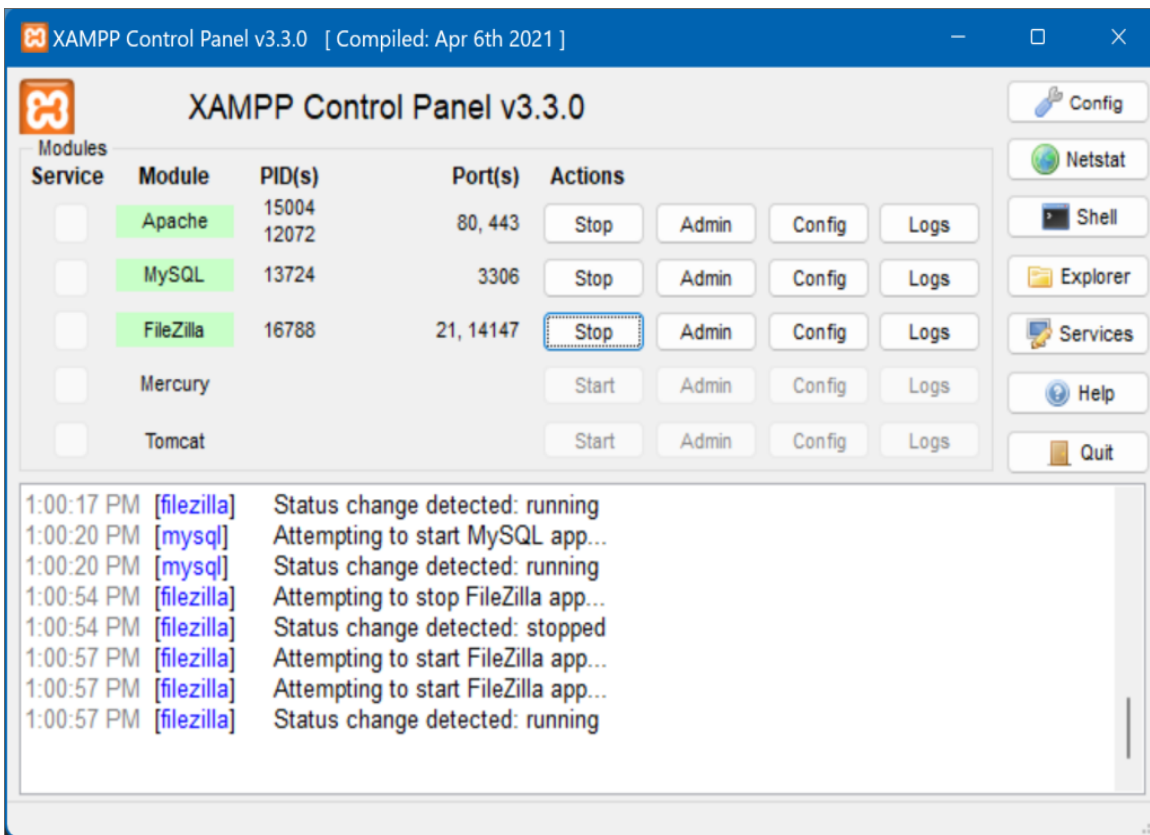 XAMPP Control Panel v3.3.0 [ Compiled: Apr 6th 2021 ]
XAMPP Control Panel v3.3.0
Config
Modules
Netstat
Service Module PID(s) Port(s) Actions
Apache 15004 12072 80, 443 Stop Admin Config Logs
Shell
MySQL 13724 3306 Stop Admin Config Logs
Explorer
FileZilla 16788 21, 14147 Stop Admin Config Logs
Services
Mercury Start Admin Config Logs
Help
Tomcat Start Admin Config Logs
Quit
1:00:17 PM [filezilla] Status change detected: running
1:00:20 PM [mysql] Attempting to start MySQL app...
1:00:20 PM [mysql] Status change detected: running
1:00:54 PM [filezilla] Attempting to stop FileZilla app...
1:00:54 PM [filezilla] Status change detected: stopped
1:00:57 PM [filezilla] Attempting to start FileZilla app...
1:00:57 PM [filezilla] Attempting to start FileZilla app...
1:00:57 PM [filezilla] Status change detected: running